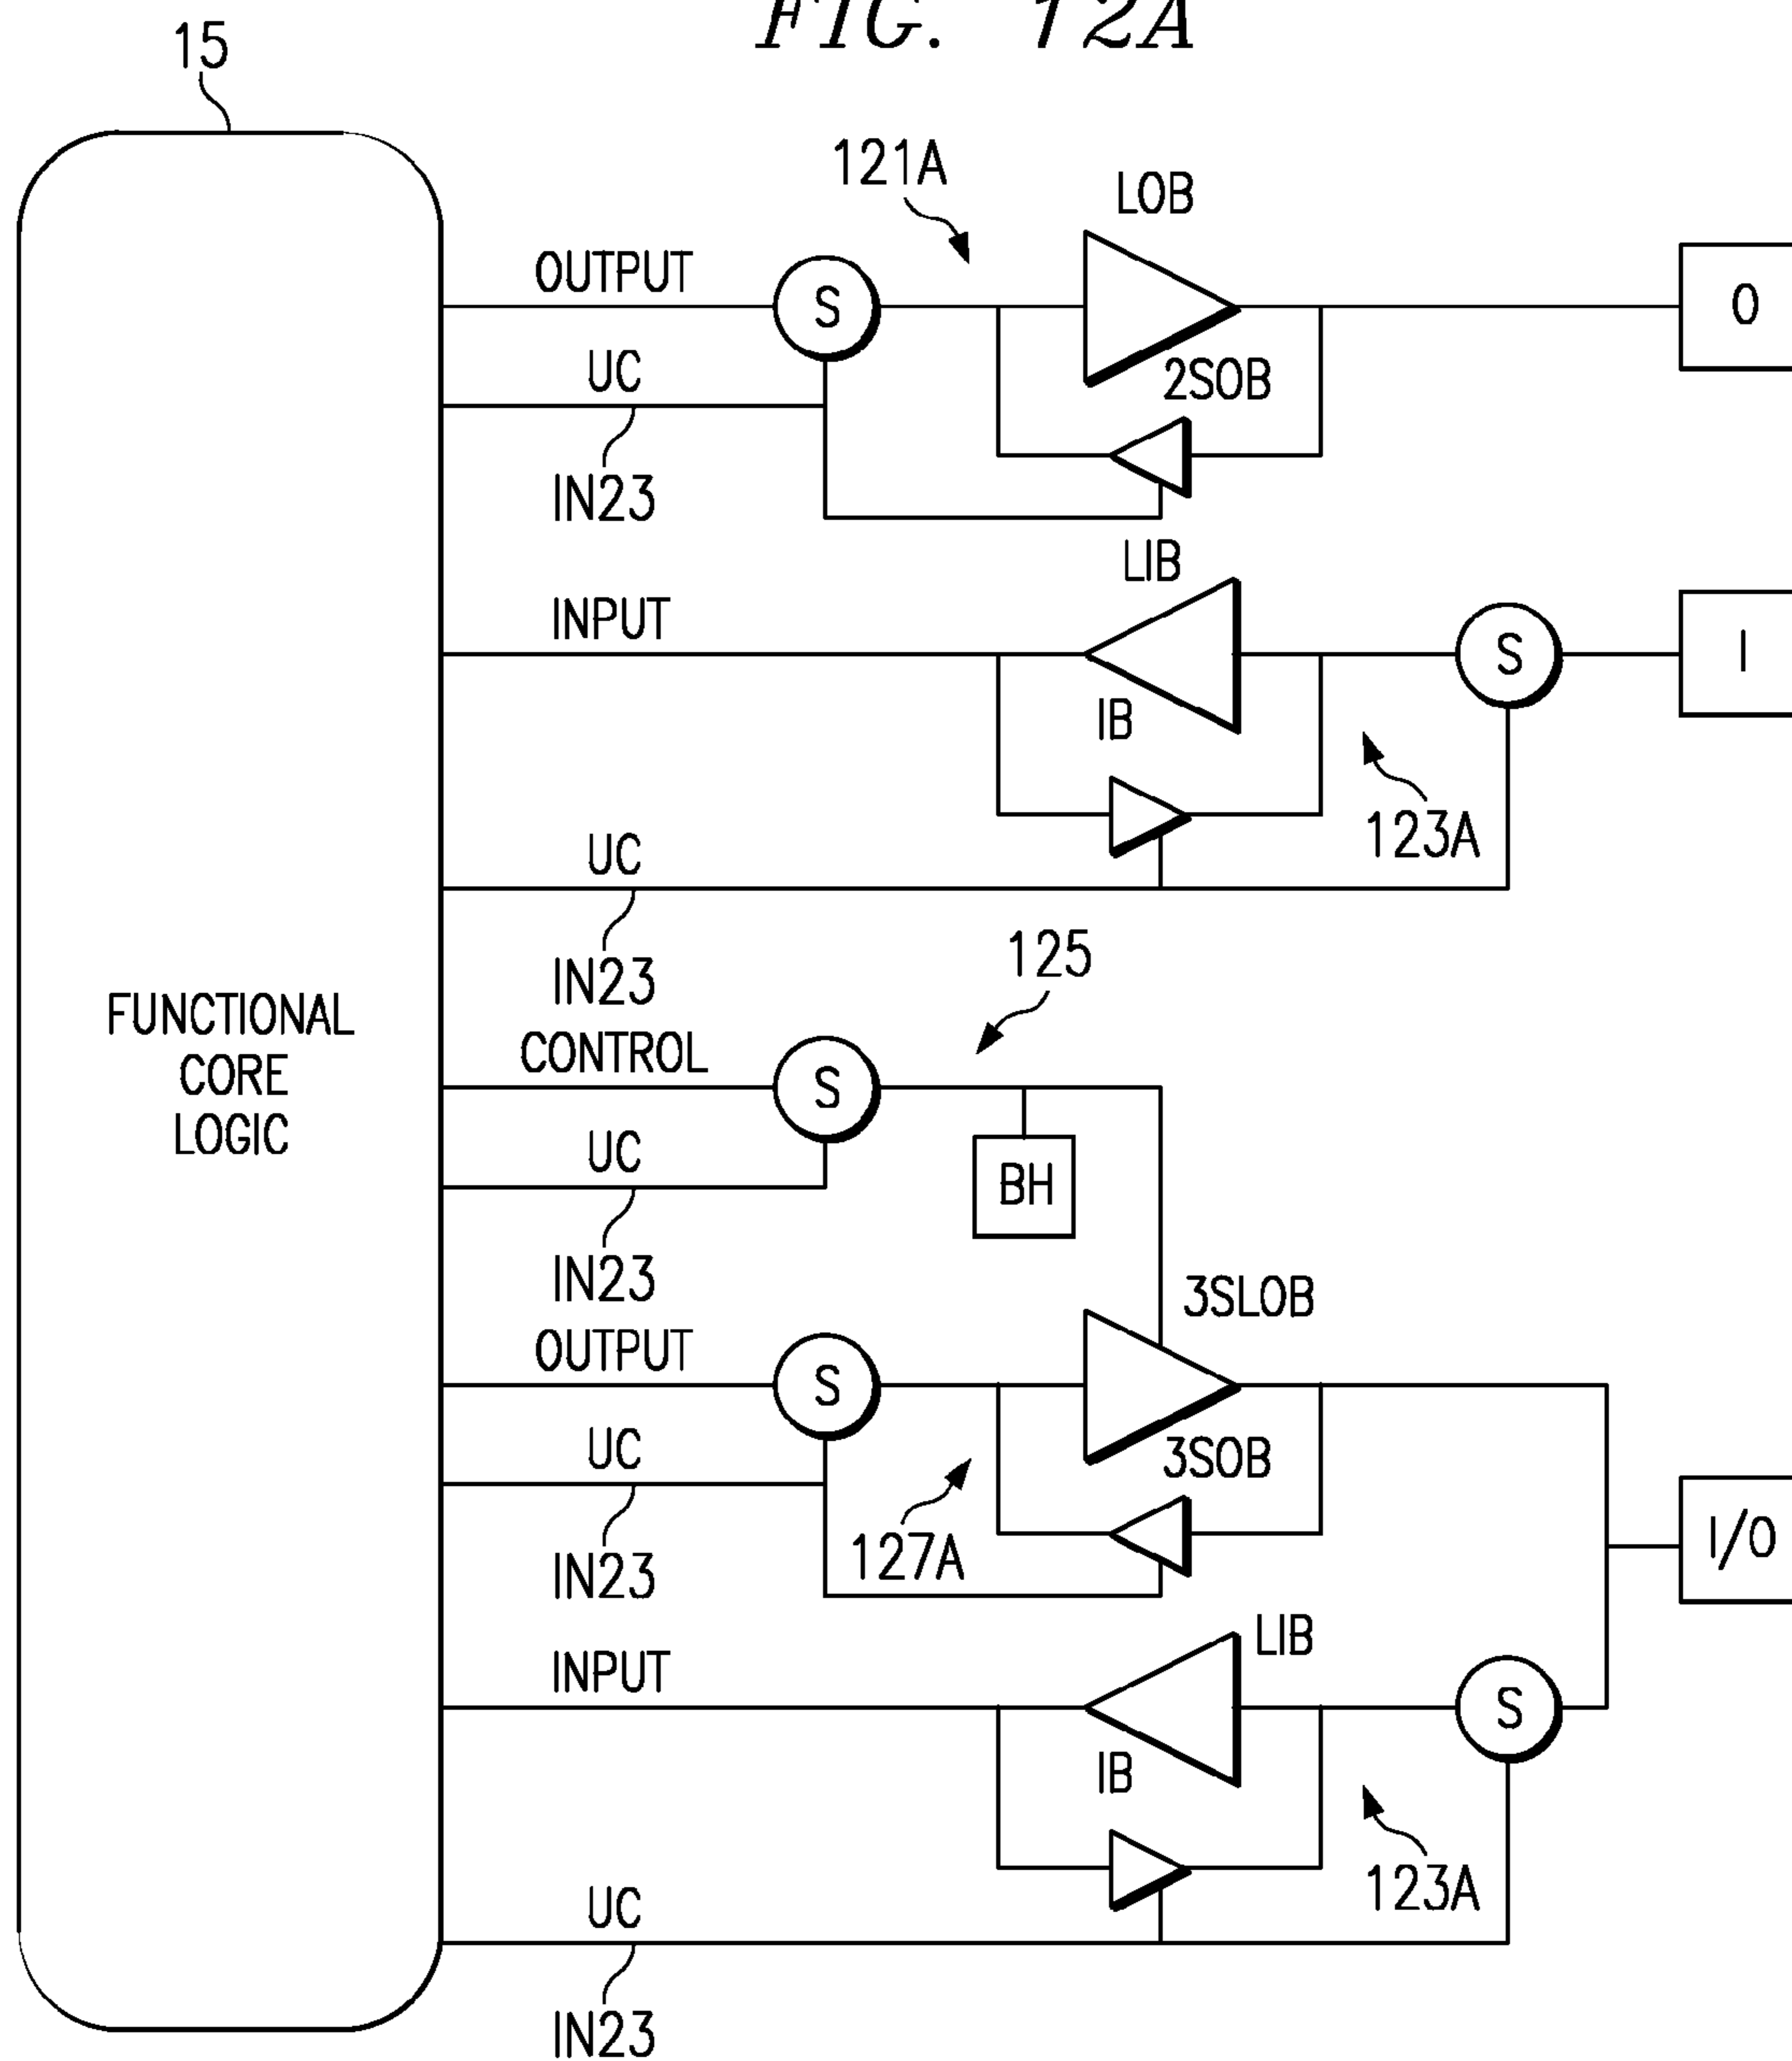 FIG. 12A
15
121A
LOB
OUTPUT
S
O
UC
2SOB
IN23
LIB
INPUT
S
I
IB
123A
UC
IN23
125
FUNCTIONAL
CORE
LOGIC
CONTROL
S
UC
BH
IN23
3SLOB
OUTPUT
S
UC
3SOB
127A
IN23
I/O
LIB
INPUT
S
IB
123A
UC
IN23